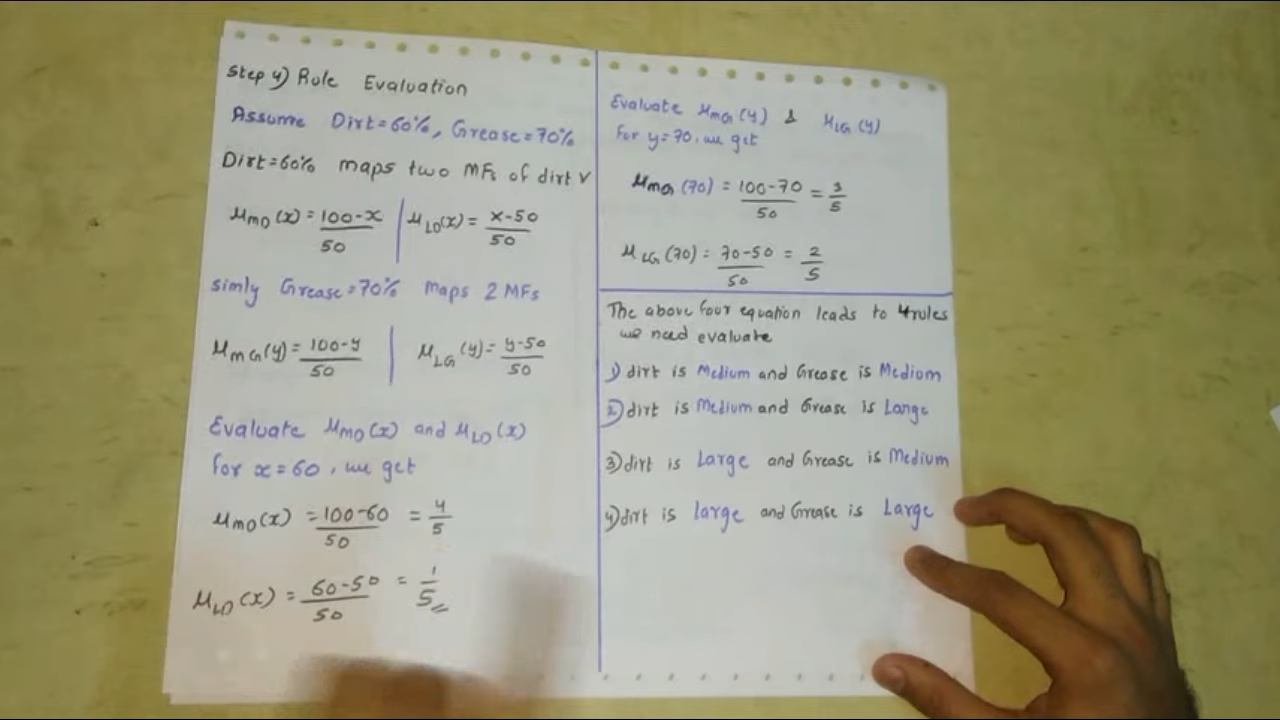 Step 4) Rule Evaluation
Assume Dirt=60%, Grease=70%
Dirt=60% maps two MFs of dirt v
μMD(x) = 100-x / 50 | μLD(x) = x-50 / 50
simly Grease=70% maps 2 MFs
μMG(y) = 100-y / 50 | μLG(y) = y-50 / 50
Evaluate μMD(x) and μLD(x)
for x=60, we get
μMD(x) = 100-60 / 50 = 4/5
μLD(x) = 60-50 / 50 = 1/5
Evaluate μMG(y) & μLG(y)
for y=70, we get
μMG(70) = 100-70 / 50 = 3/5
μLG(70) = 70-50 / 50 = 2/5
The above four equation leads to 4 rules
we need evaluate
1) dirt is Medium and Grease is Medium
2) dirt is Medium and Grease is Large
3) dirt is Large and Grease is Medium
4) dirt is large and Grease is Large